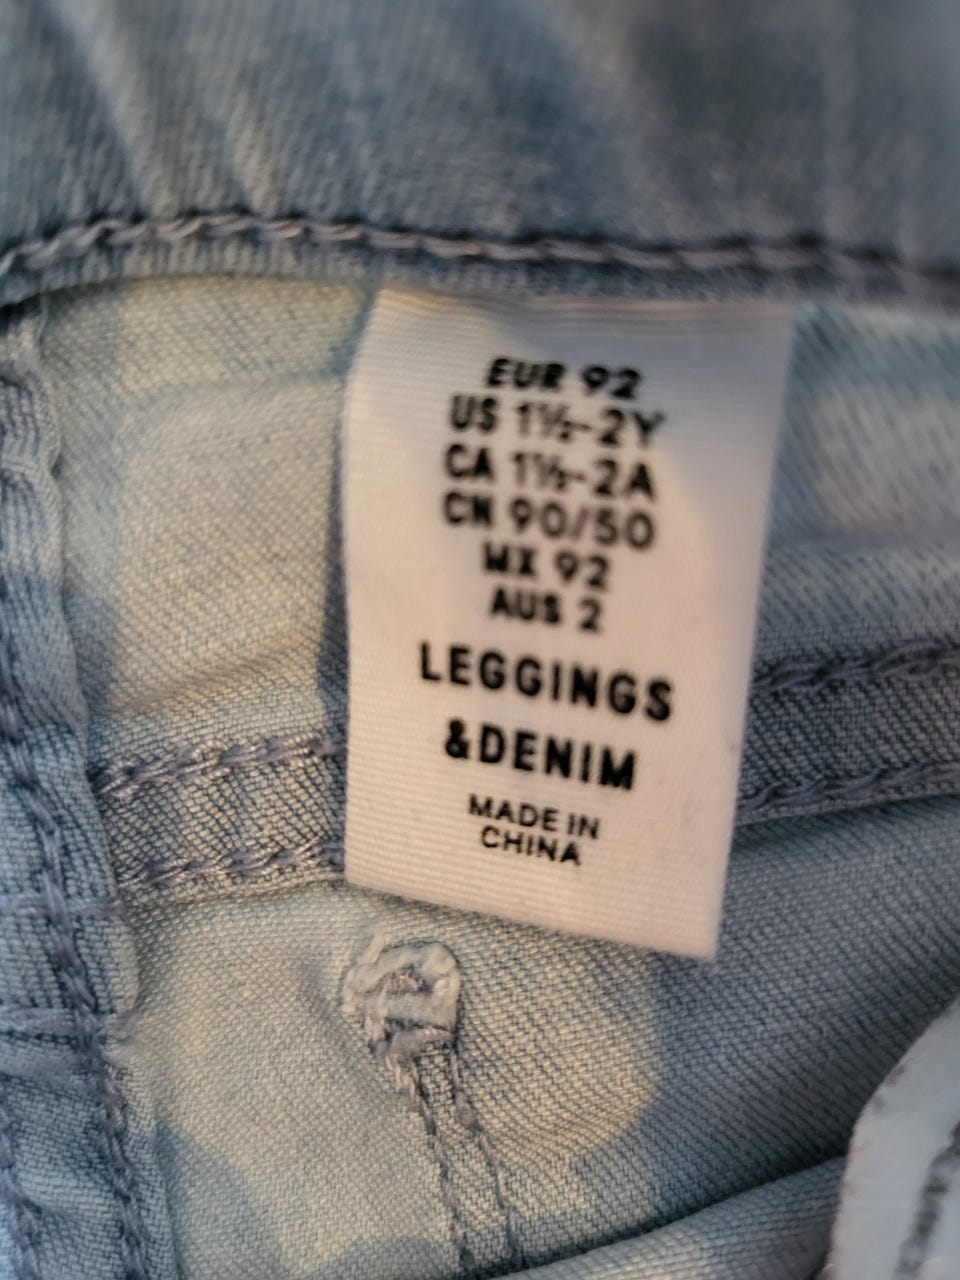 EUR 92
US 1½-2Y
CA 1½-2A
CN 90/50
MX 92
AUS 2
LEGGINGS
&DENIM
MADE IN
CHINA